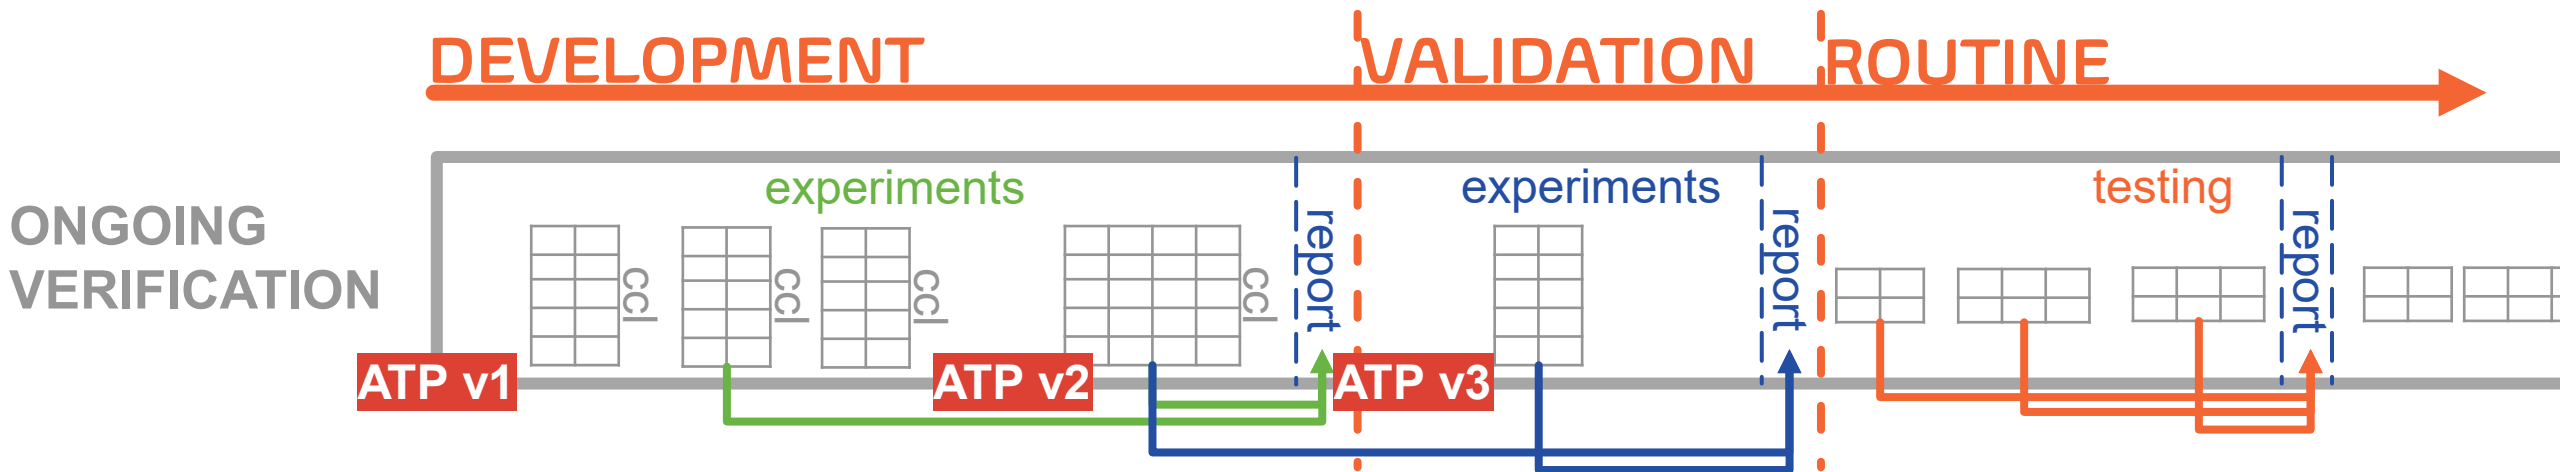 DEVELOPMENT
VALIDATION
ROUTINE
ONGOING
VERIFICATION
experiments
experiments
testing
ccl
ccl
ccl
ccl
report
report
report
ATP v1
ATP v2
ATP v3